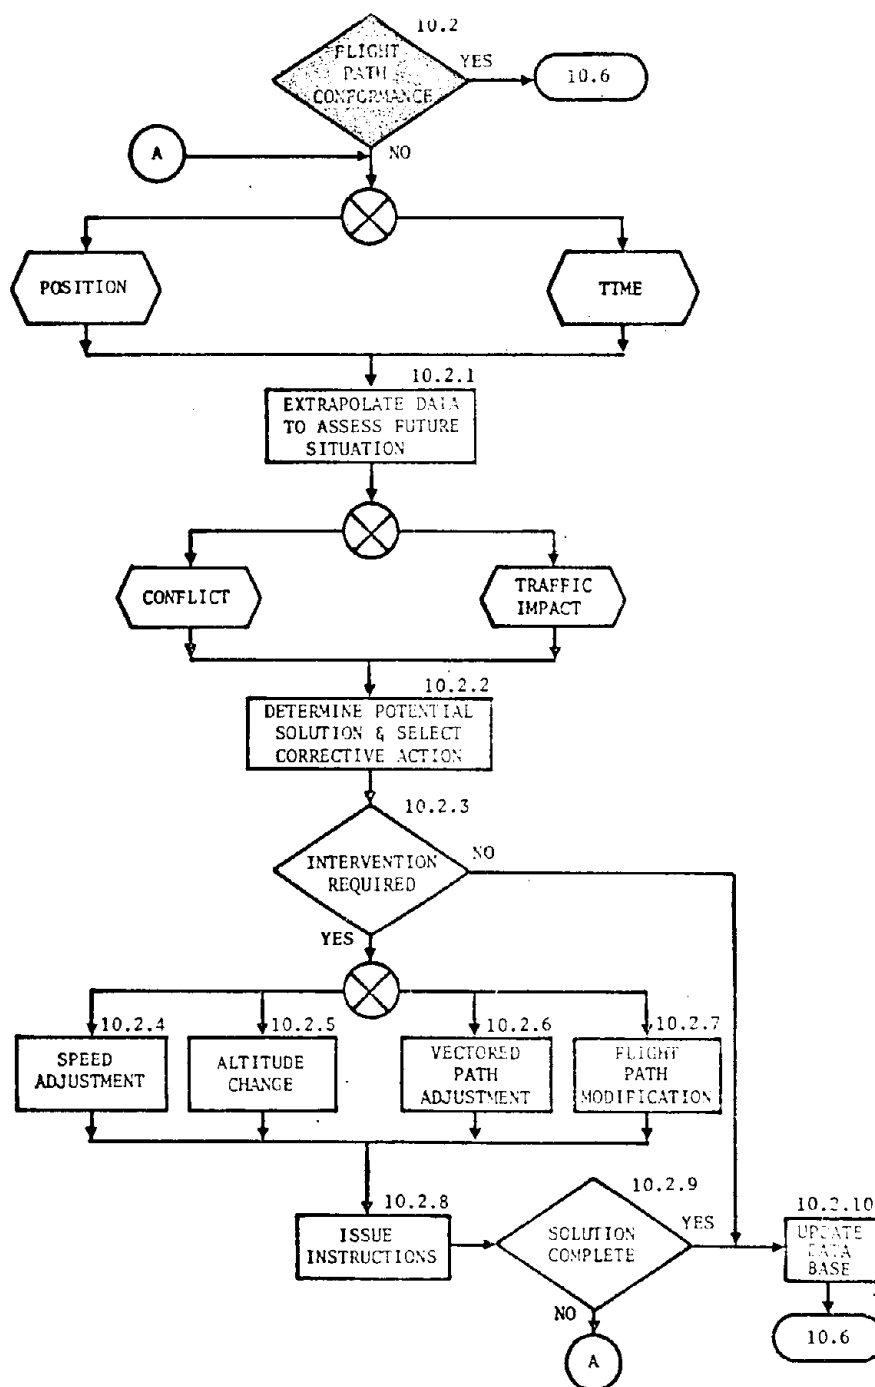 10.2
FLIGHT
PATH
CONFORMANCE
YES
10.6
A
NO
POSITION
TIME
10.2.1
EXTRAPOLATE DATA
TO ASSESS FUTURE
SITUATION
CONFLICT
TRAFFIC
IMPACT
10.2.2
DETERMINE POTENTIAL
SOLUTION & SELECT
CORRECTIVE ACTION
10.2.3
INTERVENTION
REQUIRED
NO
YES
10.2.4
SPEED
ADJUSTMENT
10.2.5
ALTITUDE
CHANGE
10.2.6
VECTORED
PATH
ADJUSTMENT
10.2.7
FLIGHT
PATH
MODIFICATION
10.2.8
ISSUE
INSTRUCTIONS
10.2.9
SOLUTION
COMPLETE
YES
NO
A
10.2.10
UPDATE
DATA
BASE
10.6